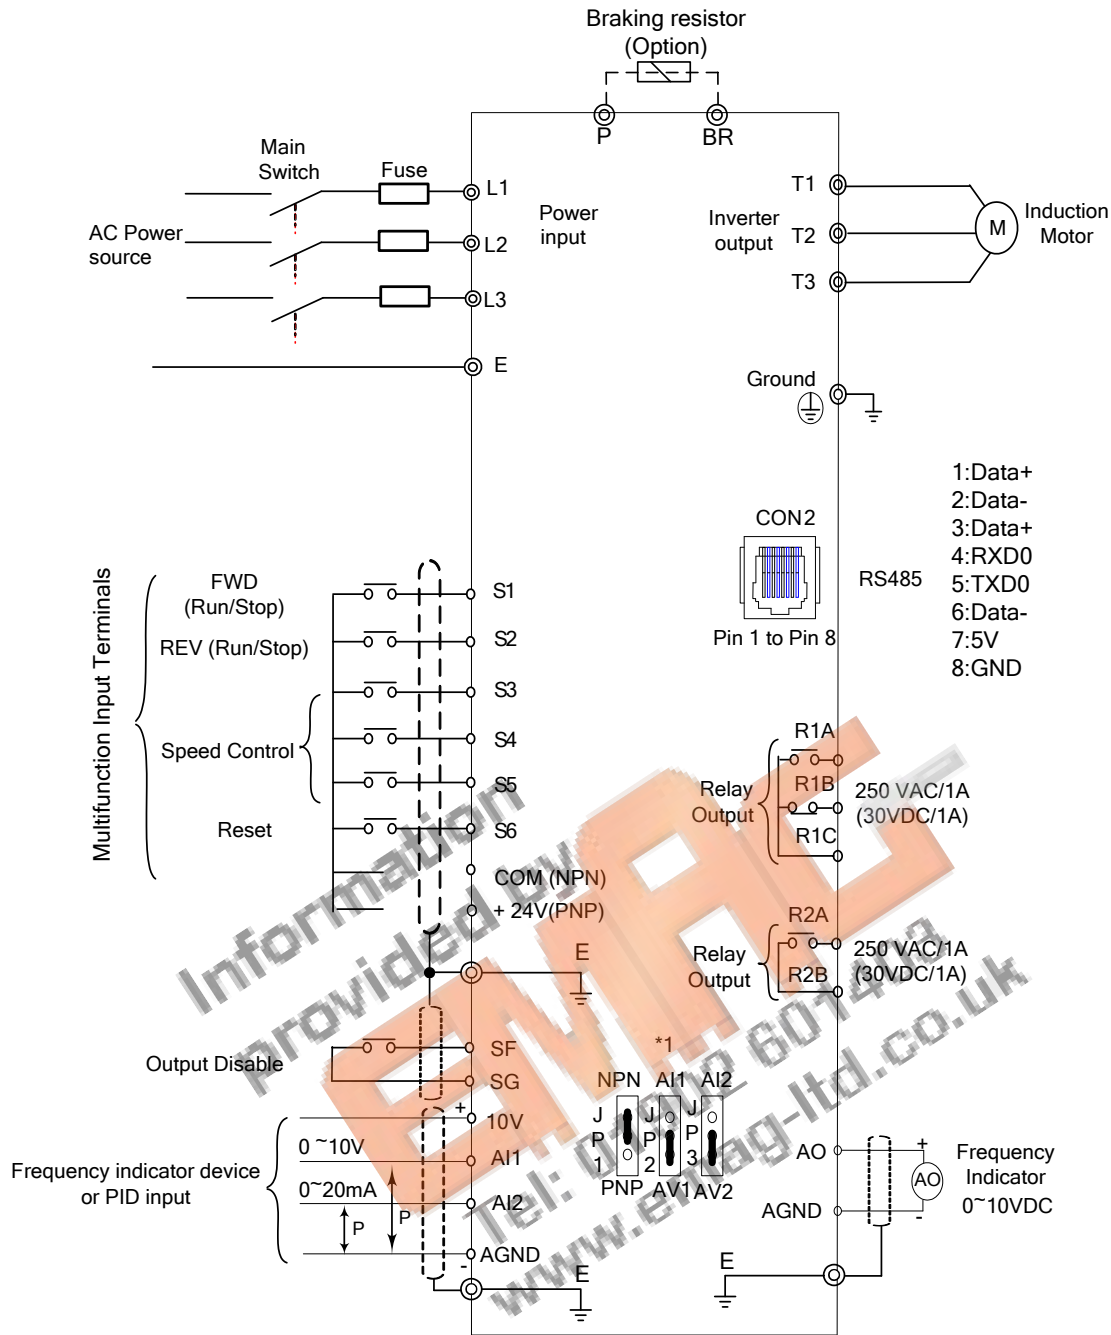 Braking resistor
(Option)
P
BR
Main
Switch
Fuse
L1
Power
input
L2
AC Power
source
L3
E
T1
Inverter
output
T2
T3
M
Induction
Motor
Ground
CON2
RS485
Pin 1 to Pin 8
1:Data+
2:Data-
3:Data+
4:RXD0
5:TXD0
6:Data-
7:5V
8:GND
Multifunction Input Terminals
FWD
(Run/Stop)
REV (Run/Stop)
Speed Control
Reset
S1
S2
S3
S4
S5
S6
COM (NPN)
+ 24V(PNP)
E
Relay
Output
R1A
R1B
R1C
250 VAC/1A
(30VDC/1A)
Relay
Output
R2A
R2B
250 VAC/1A
(30VDC/1A)
Output Disable
SF
SG
*1
NPN AI1 AI2
J P 1
J P 2
J P 3
PNP AV1 AV2
Frequency indicator device
or PID input
+
10V
0 ~10V
AI1
0~20mA
AI2
P
P
AGND
-
E
AO
AGND
+
AO
-
Frequency
Indicator
0~10VDC
E
Information
provided by
EMAG
Tel: 01902 601403
www.emag-ltd.co.uk